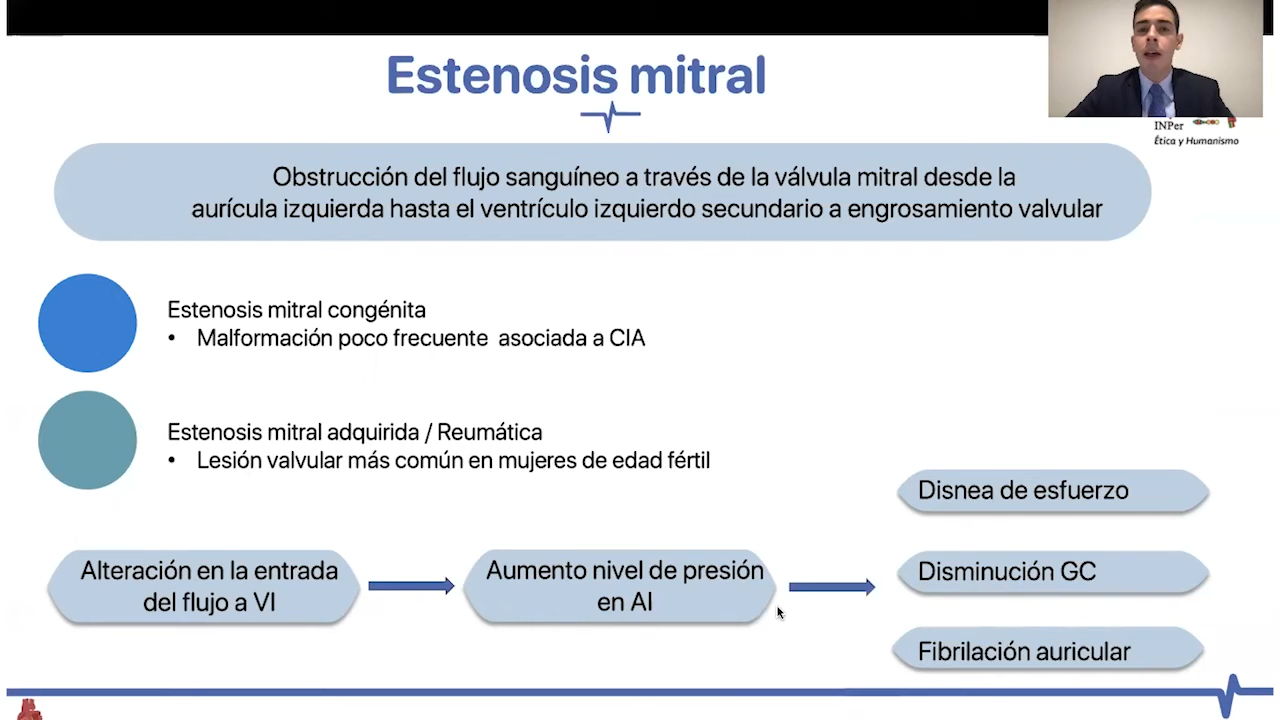 Estenosis mitral
INPer
Ética y Humanismo
Obstrucción del flujo sanguíneo a través de la válvula mitral desde la
aurícula izquierda hasta el ventrículo izquierdo secundario a engrosamiento valvular
Estenosis mitral congénita
• Malformación poco frecuente asociada a CIA
Estenosis mitral adquirida / Reumática
• Lesión valvular más común en mujeres de edad fértil
Alteración en la entrada
del flujo a VI
Aumento nivel de presión
en AI
Disnea de esfuerzo
Disminución GC
Fibrilación auricular